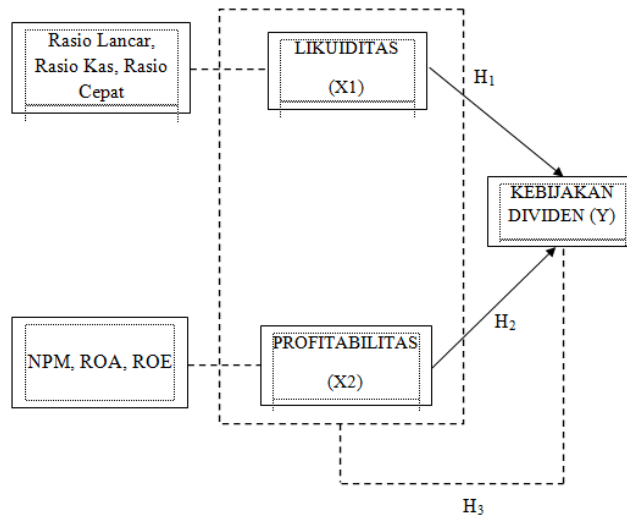 Rasio Lancar,
Rasio Kas, Rasio
Cepat
LIKUIDITAS
(X1)
H1
KEBIJAKAN
DIVIDEN (Y)
NPM, ROA, ROE
PROFITABILITAS
(X2)
H2
H3